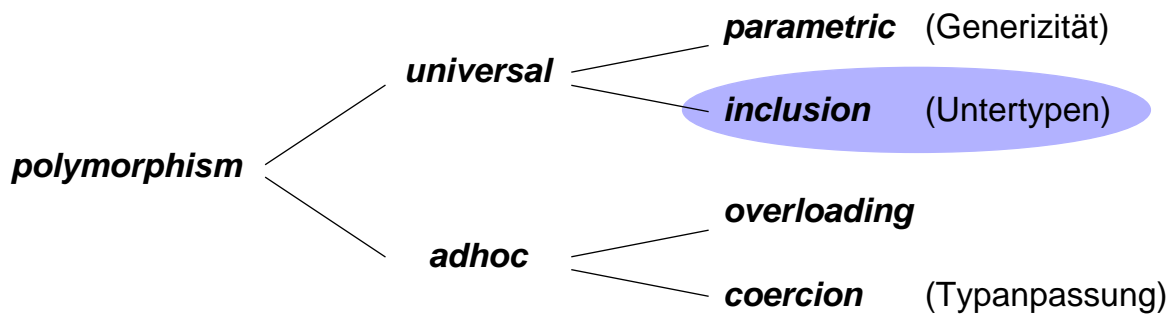 parametric (Generizität)
universal
inclusion (Untertypen)
polymorphism
overloading
adhoc
coercion (Typanpassung)